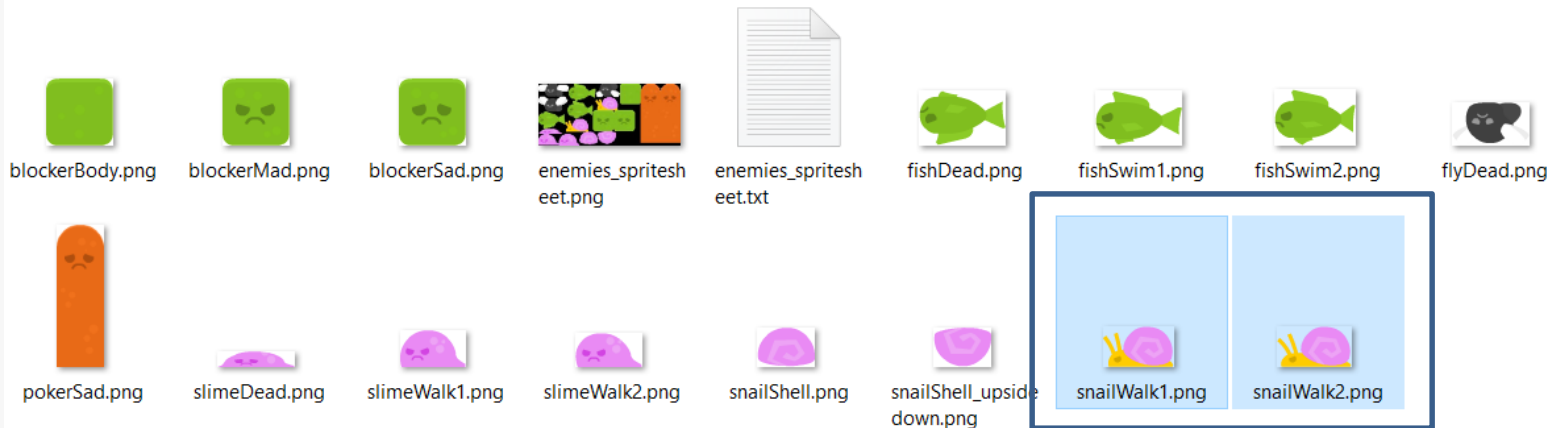 blockerBody.png
blockerMad.png
blockerSad.png
enemies_spritesh
eet.png
enemies_spritesh
eet.txt
fishDead.png
fishSwim1.png
fishSwim2.png
flyDead.png
pokerSad.png
slimeDead.png
slimeWalk1.png
slimeWalk2.png
snailShell.png
snailShell_upside
down.png
snailWalk1.png
snailWalk2.png